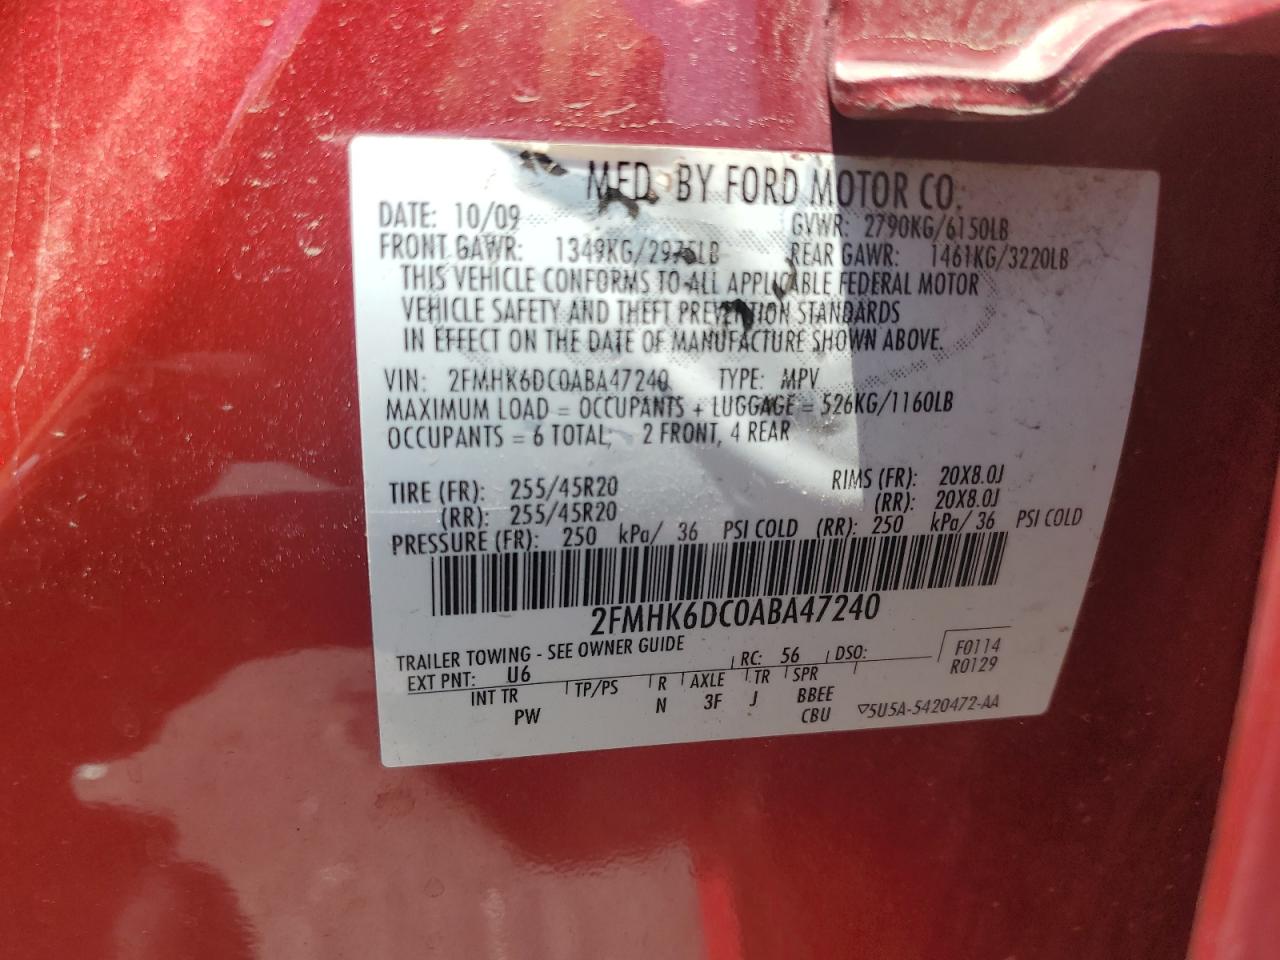 MFD. BY FORD MOTOR CO.
DATE: 10/09 GVWR: 2790KG/6150LB
FRONT GAWR: 1349KG/2975LB REAR GAWR: 1461KG/3220LB
THIS VEHICLE CONFORMS TO ALL APPLICABLE FEDERAL MOTOR
VEHICLE SAFETY AND THEFT PREVENTION STANDARDS
IN EFFECT ON THE DATE OF MANUFACTURE SHOWN ABOVE.
VIN: 2FMHK6DC0ABA47240 TYPE: MPV
MAXIMUM LOAD = OCCUPANTS + LUGGAGE = 526KG/1160LB
OCCUPANTS = 6 TOTAL; 2 FRONT, 4 REAR
TIRE (FR): 255/45R20 RIMS (FR): 20X8.0J
(RR): 255/45R20 (RR): 20X8.0J
PRESSURE (FR): 250 kPa/ 36 PSI COLD (RR): 250 kPa/ 36 PSI COLD
2FMHK6DC0ABA47240
TRAILER TOWING - SEE OWNER GUIDE
EXT PNT: U6 RC: 56 DSO: F0114
R0129
INT TR TP/PS R AXLE TR SPR
PW N 3F J BBEE
CBU ▽5U5A-5420472-AA